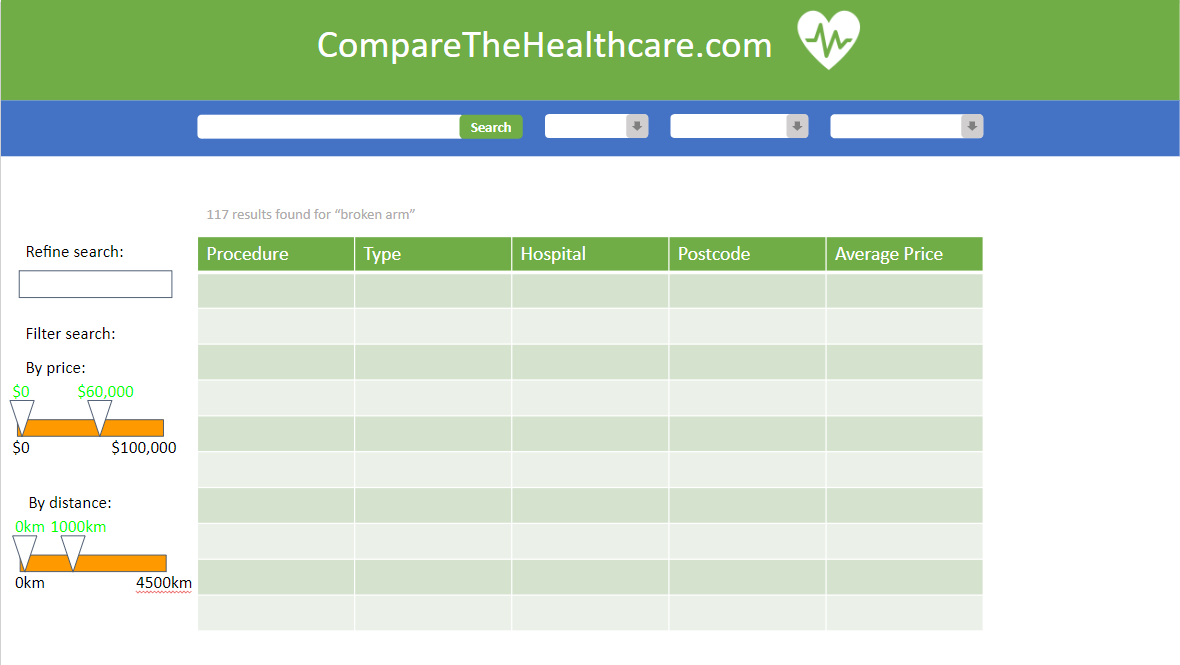 CompareTheHealthcare.com
Search
117 results found for “broken arm”
Refine search:
Procedure Type Hospital Postcode Average Price
Filter search:
By price:
$0 $60,000
$0 $100,000
By distance:
0km 1000km
0km 4500km